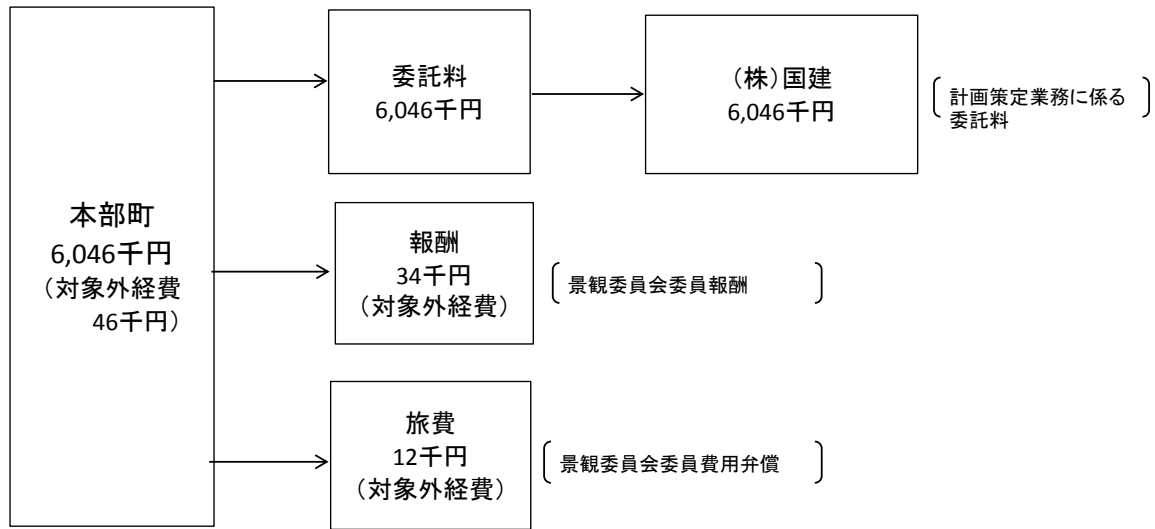 本部町
6,046千円
（対象外経費
46千円）
委託料
6,046千円
（株）国建
6,046千円
計画策定業務に係る
委託料
報酬
34千円
（対象外経費）
景観委員会委員報酬
旅費
12千円
（対象外経費）
景観委員会委員費用弁償